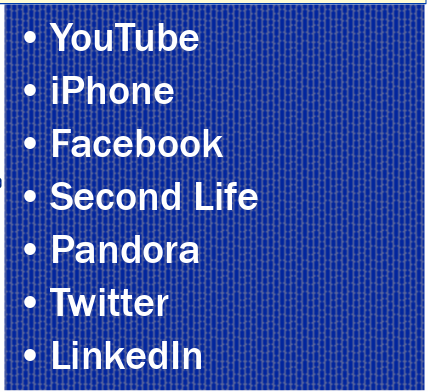 • YouTube
• iPhone
• Facebook
• Second Life
• Pandora
• Twitter
• LinkedIn